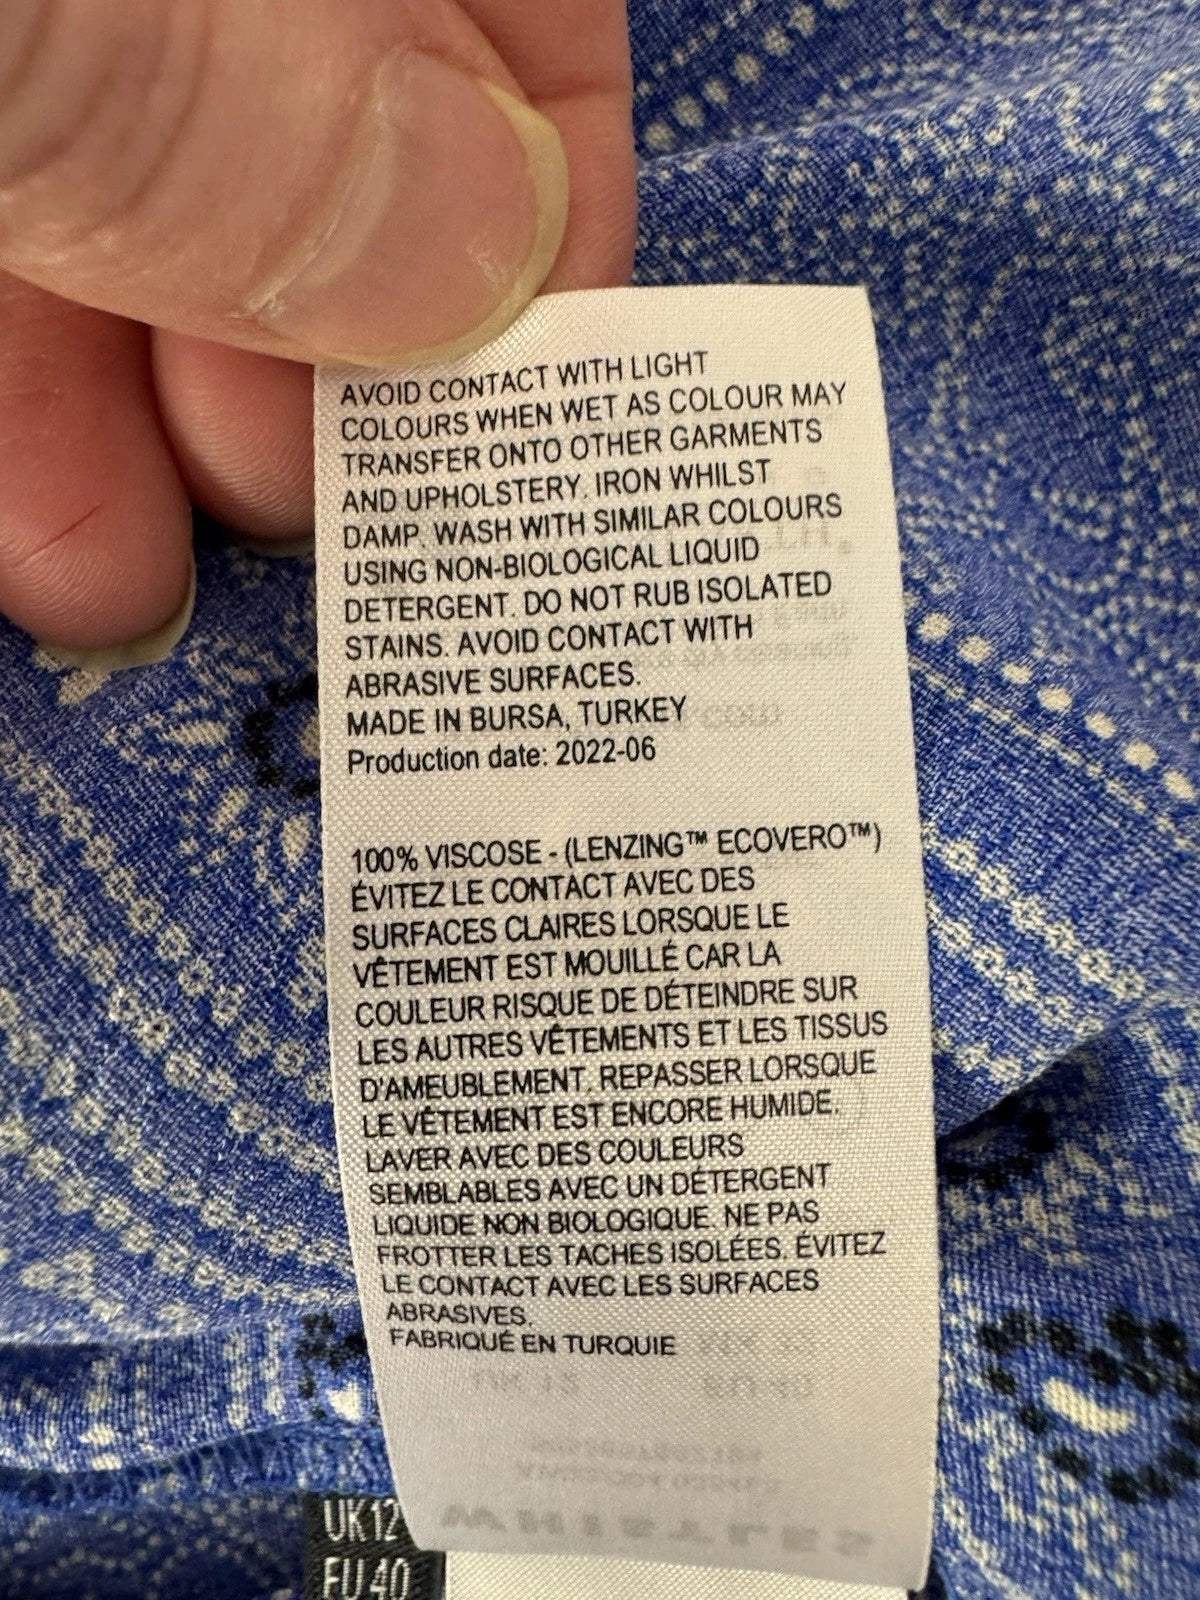 AVOID CONTACT WITH LIGHT
COLOURS WHEN WET AS COLOUR MAY
TRANSFER ONTO OTHER GARMENTS
AND UPHOLSTERY. IRON WHILST
DAMP. WASH WITH SIMILAR COLOURS
USING NON-BIOLOGICAL LIQUID
DETERGENT. DO NOT RUB ISOLATED
STAINS. AVOID CONTACT WITH
ABRASIVE SURFACES.
MADE IN BURSA, TURKEY
Production date: 2022-06
100% VISCOSE - (LENZING™ ECOVERO™)
ÉVITEZ LE CONTACT AVEC DES
SURFACES CLAIRES LORSQUE LE
VÊTEMENT EST MOUILLÉ CAR LA
COULEUR RISQUE DE DÉTEINDRE SUR
LES AUTRES VÊTEMENTS ET LES TISSUS
D'AMEUBLEMENT. REPASSER LORSQUE
LE VÊTEMENT EST ENCORE HUMIDE.
LAVER AVEC DES COULEURS
SEMBLABLES AVEC UN DÉTERGENT
LIQUIDE NON BIOLOGIQUE. NE PAS
FROTTER LES TACHES ISOLÉES. ÉVITEZ
LE CONTACT AVEC LES SURFACES
ABRASIVES.
FABRIQUÉ EN TURQUIE
UK 12
EU 40